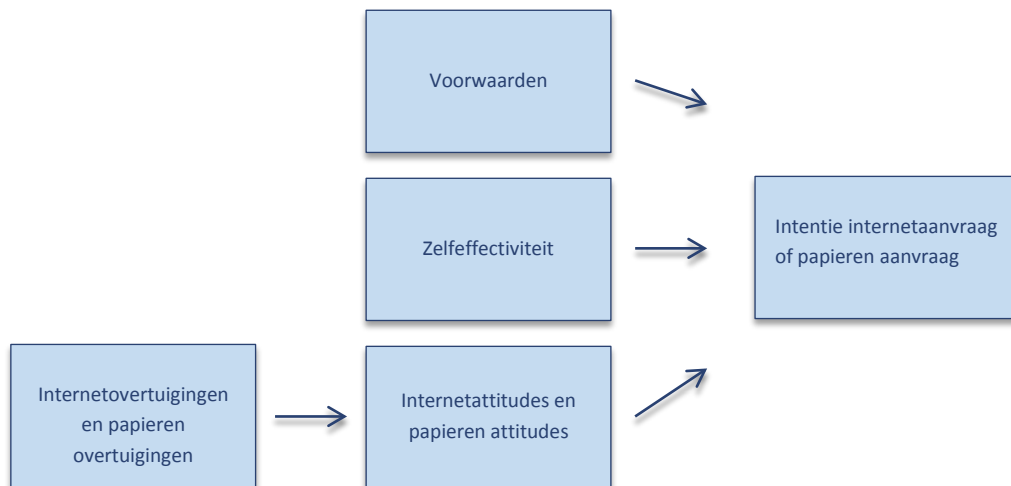 Voorwaarden
Zelfeffectiviteit
Intentie internetaanvraag
of papieren aanvraag
Internetovertuigingen
en papieren
overtuigingen
Internetattitudes en
papieren attitudes